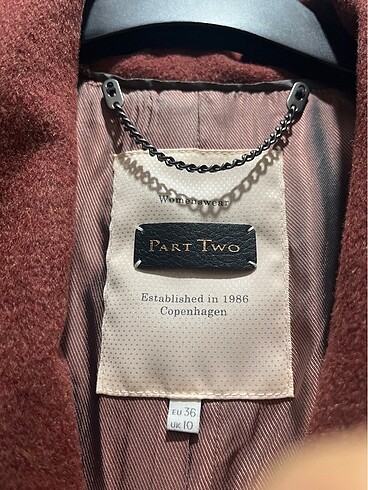 Womenswear
PART TWO
Established in 1986
Copenhagen
EU 36
UK 10